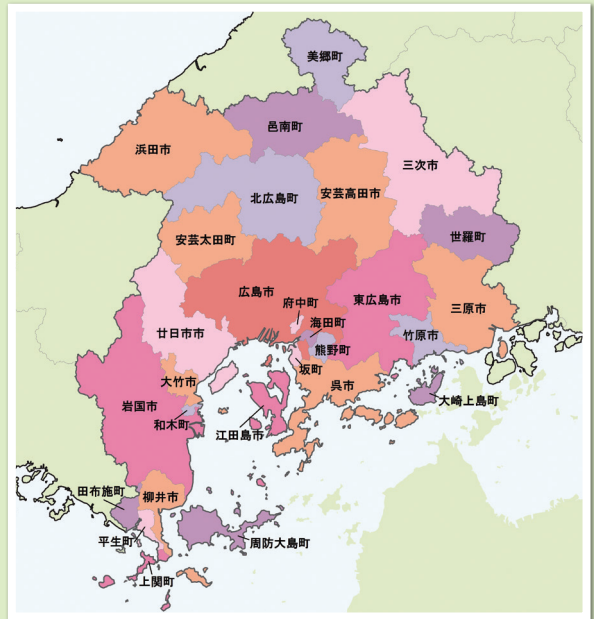 美郷町
邑南町
浜田市
三次市
北広島町
安芸高田市
世羅町
安芸太田町
広島市
府中町
東広島市
三原市
海田町
廿日市市
竹原市
熊野町
坂町
大竹市
呉市
大崎上島町
岩国市
和木町
江田島市
田布施町
柳井市
平生町
周防大島町
上関町